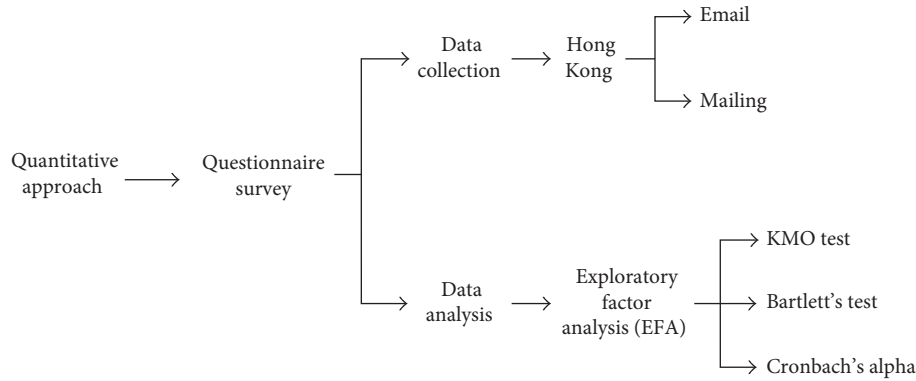 Quantitative
approach
Questionnaire
survey
Data
collection
Hong
Kong
Email
Mailing
Data
analysis
Exploratory
factor
analysis (EFA)
KMO test
Bartlett’s test
Cronbach’s alpha